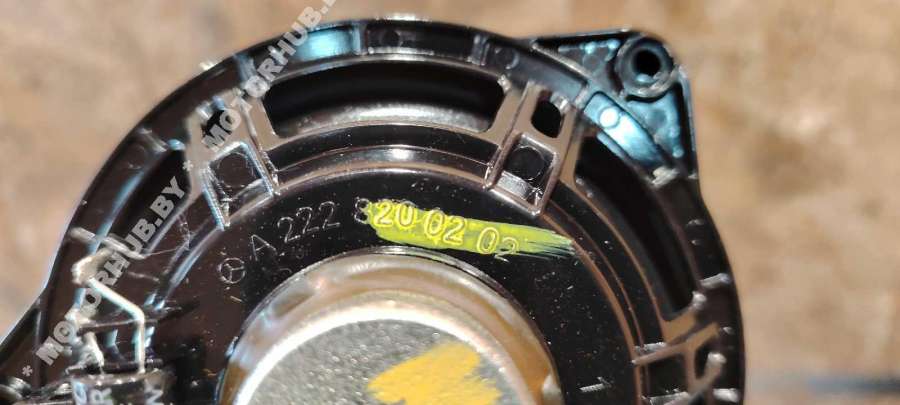 * MOTORHUB.BY * MOTORHUB.BY
A 222 820 02 02